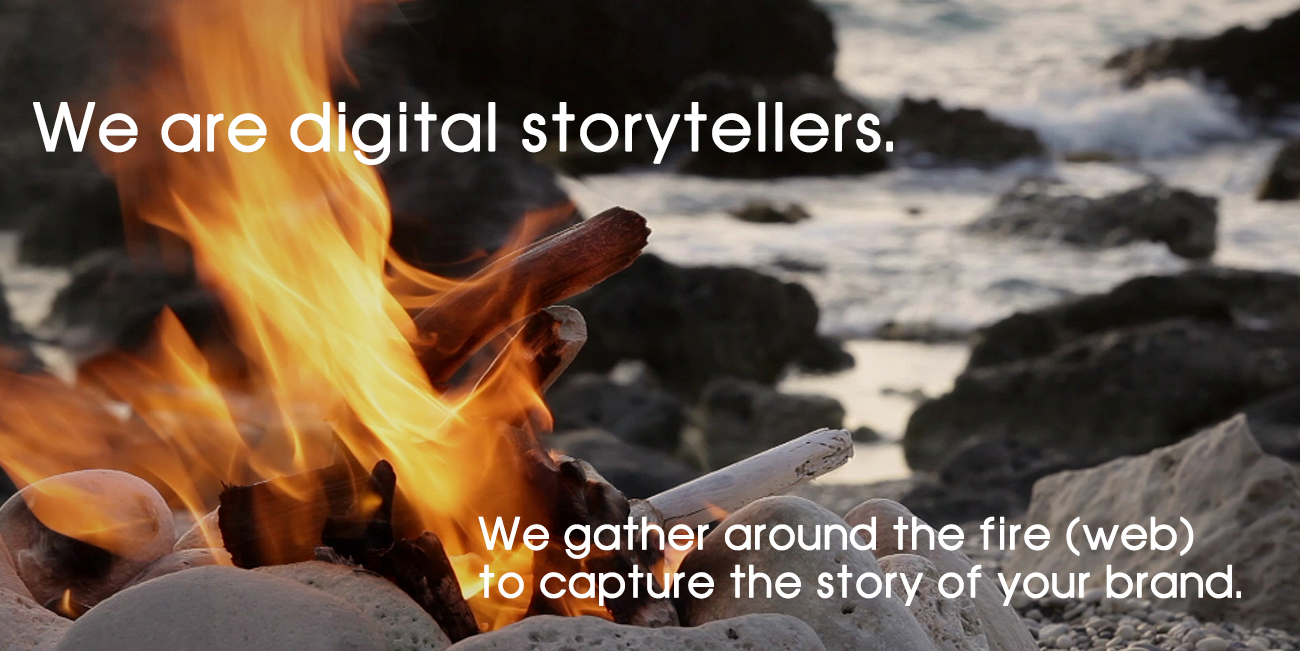 We are digital storytellers.
We gather around the fire (web)
to capture the story of your brand.